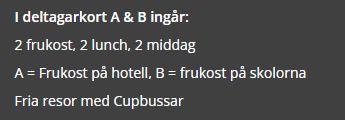 I deltagarkort A & B ingår:
2 frukost, 2 lunch, 2 middag
A = Frukost på hotell, B = frukost på skolorna
Fria resor med Cupbussar